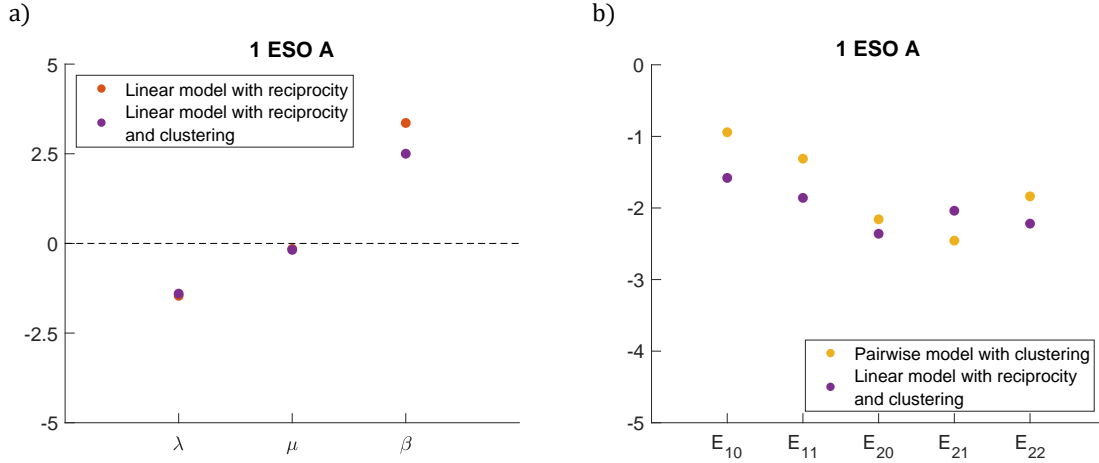 a)
1 ESO A
5
2.5
0
-2.5
-5
Linear model with reciprocity
Linear model with reciprocity
and clustering
λ μ β
b)
1 ESO A
0
-1
-2
-3
-4
-5
Pairwise model with clustering
Linear model with reciprocity
and clustering
E10 E11 E20 E21 E22